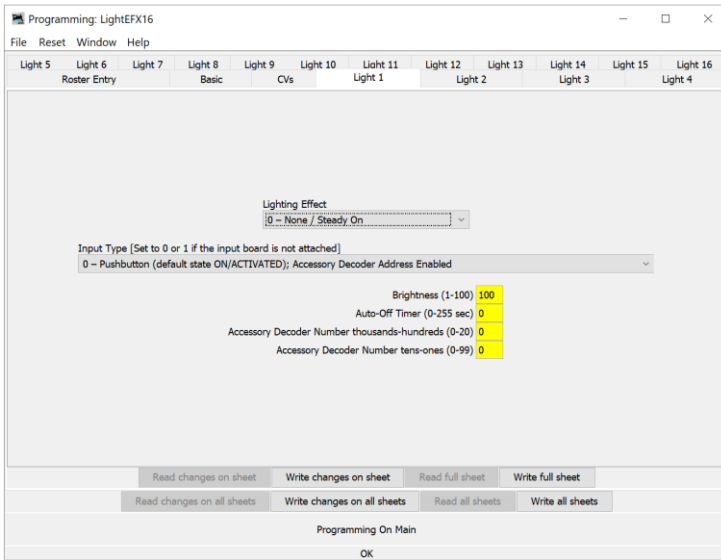 Programming: LightEFX16
File Reset Window Help
Light 5 Light 6 Light 7 Light 8 Light 9 Light 10 Light 11 Light 12 Light 13 Light 14 Light 15 Light 16
Roster Entry Basic CVs Light 1 Light 2 Light 3 Light 4
Lighting Effect
0 – None / Steady On
Input Type [Set to 0 or 1 if the input board is not attached]
0 – Pushbutton (default state ON/ACTIVATED); Accessory Decoder Address Enabled
Brightness (1-100) 100
Auto-Off Timer (0-255 sec) 0
Accessory Decoder Number thousands-hundreds (0-20) 0
Accessory Decoder Number tens-ones (0-99) 0
Read changes on sheet Write changes on sheet Read full sheet Write full sheet
Read changes on all sheets Write changes on all sheets Read all sheets Write all sheets
Programming On Main
OK